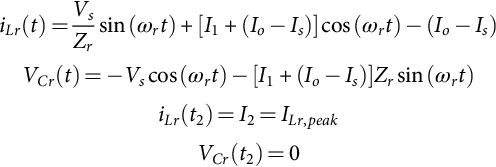 i_{Lr}(t) = \frac{V_s}{Z_r} \sin(\omega_r t) + [I_1 + (I_o - I_s)] \cos(\omega_r t) - (I_o - I_s)
V_{Cr}(t) = -V_s \cos(\omega_r t) - [I_1 + (I_o - I_s)] Z_r \sin(\omega_r t)
i_{Lr}(t_2) = I_2 = I_{Lr,peak}
V_{Cr}(t_2) = 0